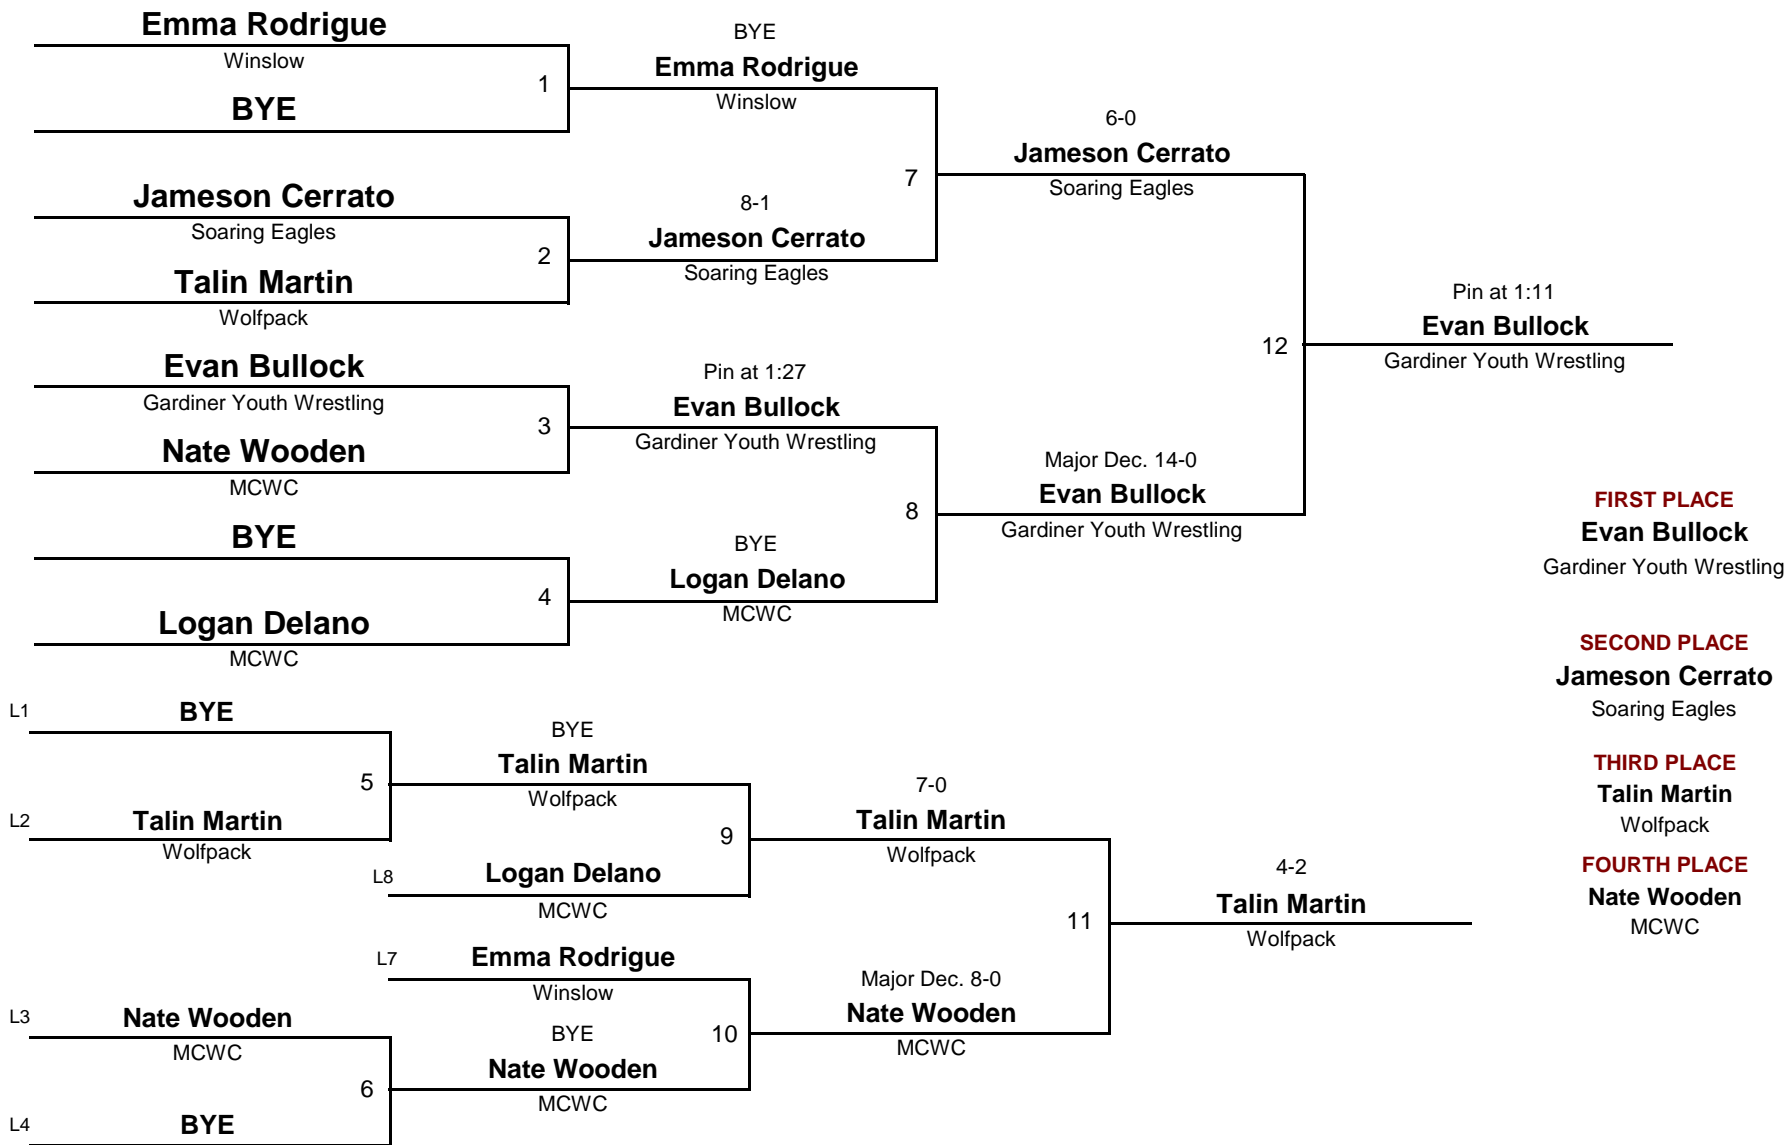 Emma Rodrigue
Winslow
1
BYE
BYE
Emma Rodrigue
Winslow
Jameson Cerrato
Soaring Eagles
2
Talin Martin
Wolfpack
8-1
Jameson Cerrato
Soaring Eagles
7
6-0
Jameson Cerrato
Soaring Eagles
Evan Bullock
Gardiner Youth Wrestling
3
Nate Wooden
MCWC
Pin at 1:27
Evan Bullock
Gardiner Youth Wrestling
BYE
4
Logan Delano
MCWC
BYE
Logan Delano
MCWC
8
Major Dec. 14-0
Evan Bullock
Gardiner Youth Wrestling
12
Pin at 1:11
Evan Bullock
Gardiner Youth Wrestling
FIRST PLACE
Evan Bullock
Gardiner Youth Wrestling
SECOND PLACE
Jameson Cerrato
Soaring Eagles
THIRD PLACE
Talin Martin
Wolfpack
FOURTH PLACE
Nate Wooden
MCWC
L1
BYE
5
L2
Talin Martin
Wolfpack
BYE
Talin Martin
Wolfpack
9
L8
Logan Delano
MCWC
7-0
Talin Martin
Wolfpack
L7
Emma Rodrigue
Winslow
10
BYE
Nate Wooden
MCWC
L3
Nate Wooden
MCWC
6
L4
BYE
Major Dec. 8-0
Nate Wooden
MCWC
11
4-2
Talin Martin
Wolfpack